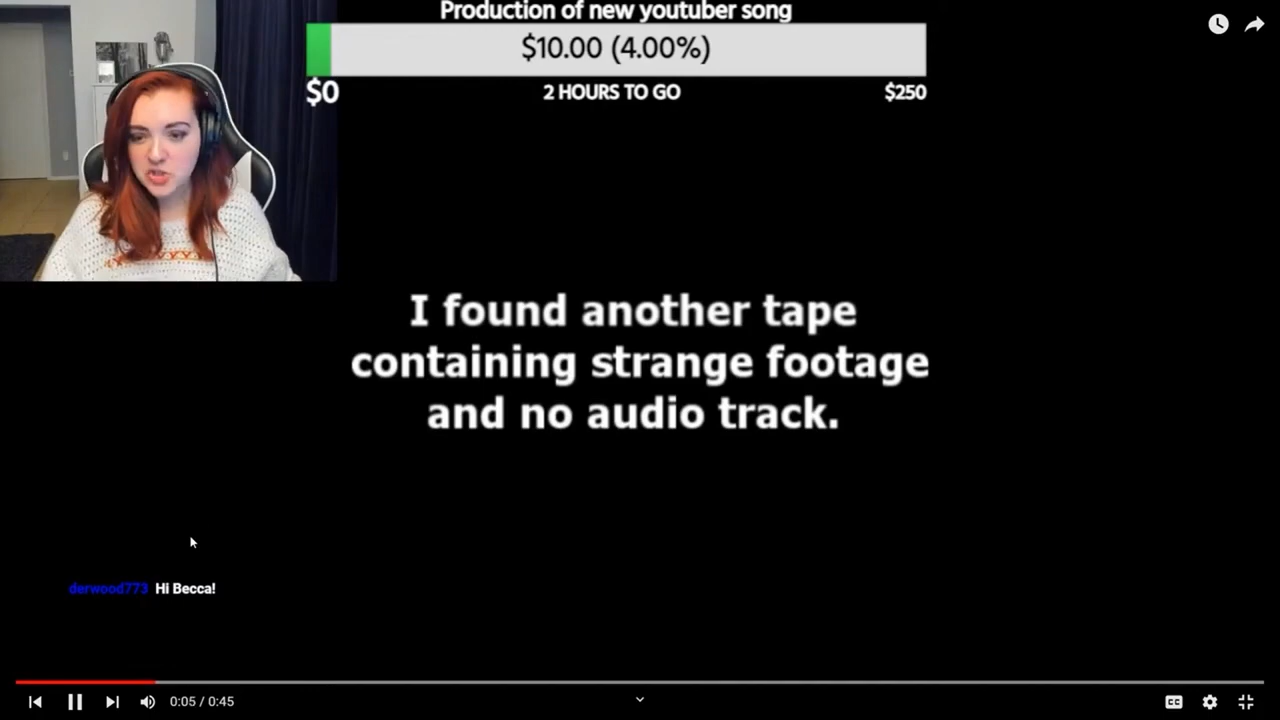 Production of new youtuber song
$10.00 (4.00%)
$0
2 HOURS TO GO
$250
I found another tape
containing strange footage
and no audio track.
derwood773 Hi Becca!
0:05 / 0:45
CC